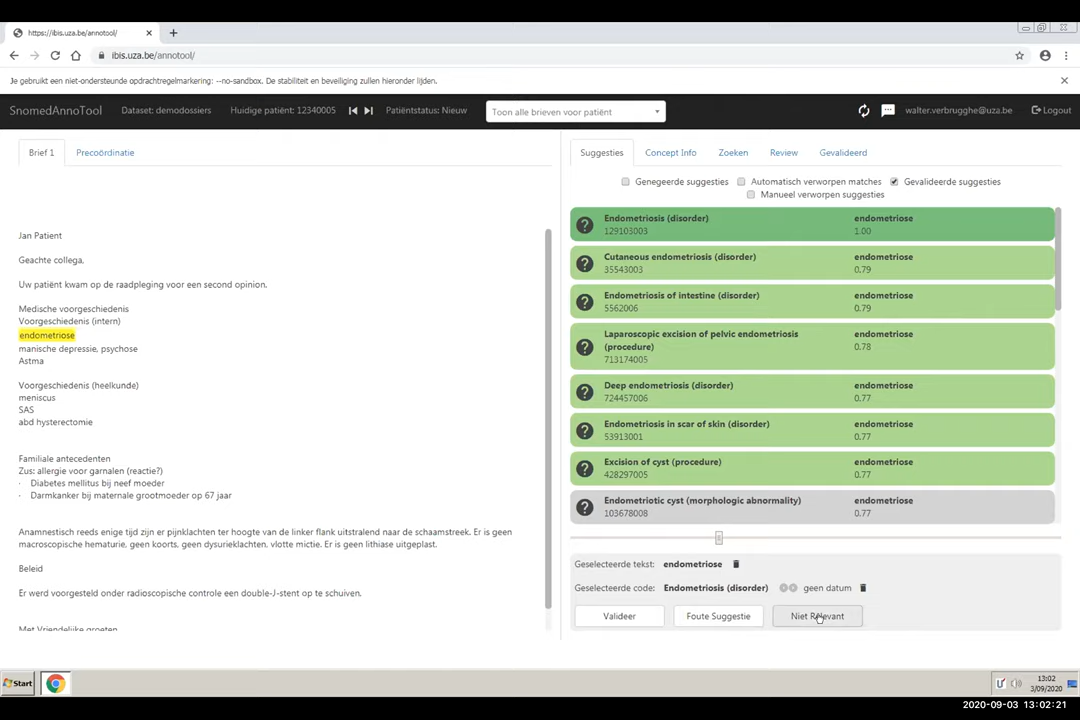 https://ibis.uza.be/annotool/
ibis.uza.be/annotool/
Je gebruikt een niet-ondersteunde opdrachtregelmarkering: --no-sandbox. De stabiliteit en beveiliging zullen hieronder lijden.
SnomedAnnoTool
Dataset: demodossiers
Huidige patiënt: 12340005
Patiëntstatus: Nieuw
Toon alle brieven voor patiënt
walter.verbrugghe@uza.be
Logout
Brief 1
Precoördinatie
Jan Patient
Geachte collega,
Uw patiënt kwam op de raadpleging voor een second opinion.
Medische voorgeschiedenis
Voorgeschiedenis (intern)
endometriose
manische depressie, psychose
Astma
Voorgeschiedenis (heelkunde)
meniscus
SAS
abd hysterectomie
Familiale antecedenten
Zus: allergie voor garnalen (reactie?)
· Diabetes mellitus bij neef moeder
· Darmkanker bij maternale grootmoeder op 67 jaar
Anamnestisch reeds enige tijd zijn er pijnklachten ter hoogte van de linker flank uitstralend naar de schaamstreek. Er is geen
macroscopische hematurie, geen koorts, geen dysurieklachten, vlotte mictie. Er is geen lithiase uitgeplast.
Beleid
Er werd voorgesteld onder radioscopische controle een double-J-stent op te schuiven.
Met Vriendelijke groeten
Suggesties
Concept Info
Zoeken
Review
Gevalideerd
Genegeerde suggesties
Automatisch verworpen matches
Gevalideerde suggesties
Manueel verworpen suggesties
Endometriosis (disorder) endometriose
129103003 1.00
Cutaneous endometriosis (disorder) endometriose
35543003 0.79
Endometriosis of intestine (disorder) endometriose
5562006 0.79
Laparoscopic excision of pelvic endometriosis endometriose
(procedure) 0.78
713174005
Deep endometriosis (disorder) endometriose
724457006 0.77
Endometriosis in scar of skin (disorder) endometriose
53913001 0.77
Excision of cyst (procedure) endometriose
428297005 0.77
Endometriotic cyst (morphologic abnormality) endometriose
103678008 0.77
Geselecteerde tekst: endometriose
Geselecteerde code: Endometriosis (disorder) geen datum
Valideer
Foute Suggestie
Niet Relevant
Start
13:02
3/09/2020
2020-09-03 13:02:21